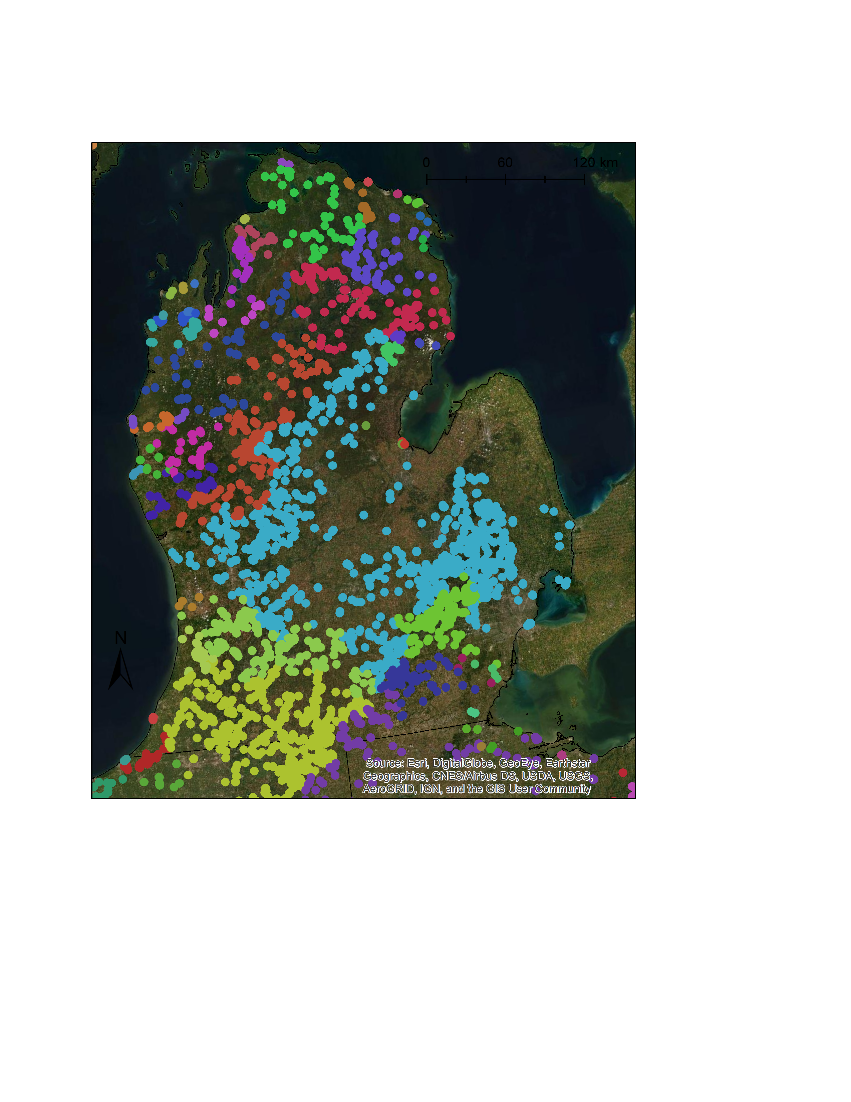 0 60 120 km
N
Source: Esri, DigitalGlobe, GeoEye, Earthstar
Geographics, CNES/Airbus DS, USDA, USGS,
AeroGRID, IGN, and the GIS User Community